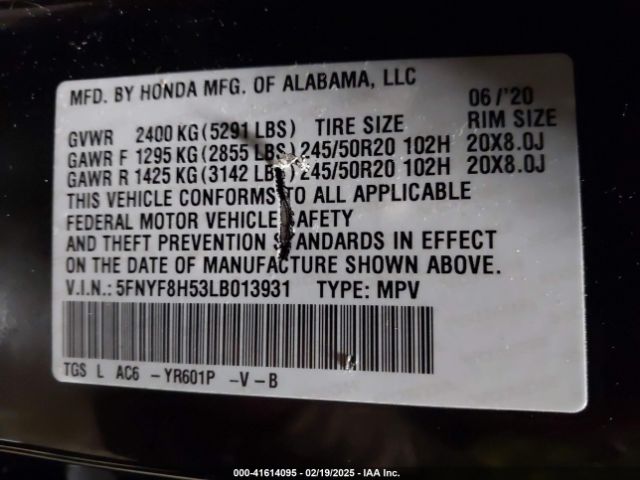 MFD. BY HONDA MFG. OF ALABAMA, LLC 06/'20
GVWR 2400 KG (5291 LBS) TIRE SIZE RIM SIZE
GAWR F 1295 KG (2855 LBS) 245/50R20 102H 20X8.0J
GAWR R 1425 KG (3142 LBS) 245/50R20 102H 20X8.0J
THIS VEHICLE CONFORMS TO ALL APPLICABLE
FEDERAL MOTOR VEHICLE SAFETY
AND THEFT PREVENTION STANDARDS IN EFFECT
ON THE DATE OF MANUFACTURE SHOWN ABOVE.
V.I.N.: 5FNYF8H53LB013931 TYPE: MPV
TGS L AC6 - YR601P -V-B
000-41614095 - 02/19/2025 - IAA Inc.